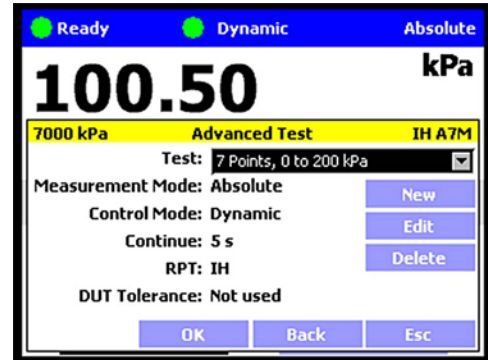 Ready Dynamic Absolute
100.50 kPa
7000 kPa Advanced Test IH A7M
Test: 7 Points, 0 to 200 kPa
Measurement Mode: Absolute
New
Control Mode: Dynamic
Edit
Continue: 5 s
Delete
RPT: IH
DUT Tolerance: Not used
OK Back Esc